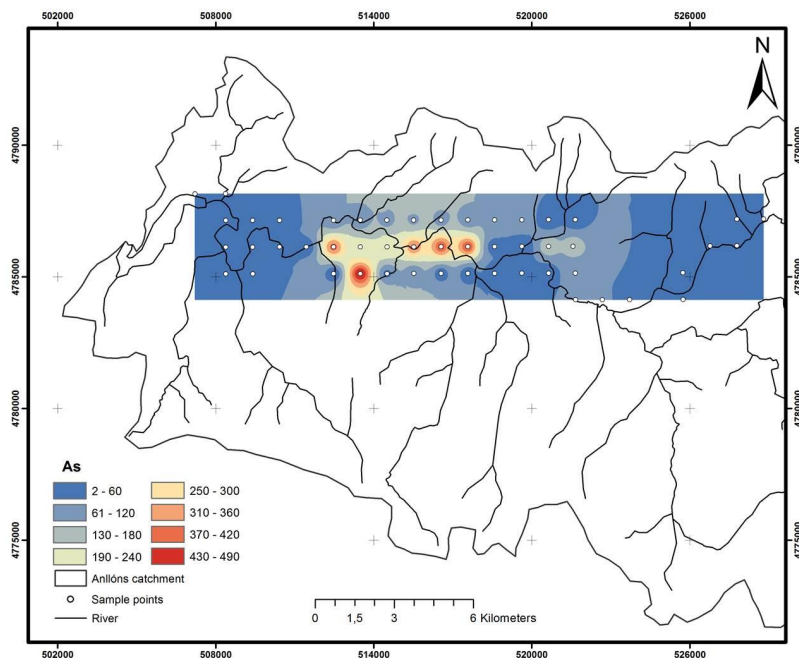 502000 508000 514000 520000 526000
N
4790000 4790000
4785000 4785000
4780000 4780000
4775000 4775000
As
2 - 60 250 - 300
61 - 120 310 - 360
130 - 180 370 - 420
190 - 240 430 - 490
Anllóns catchment
Sample points
River
0 1,5 3 6 Kilometers
502000 508000 514000 520000 526000